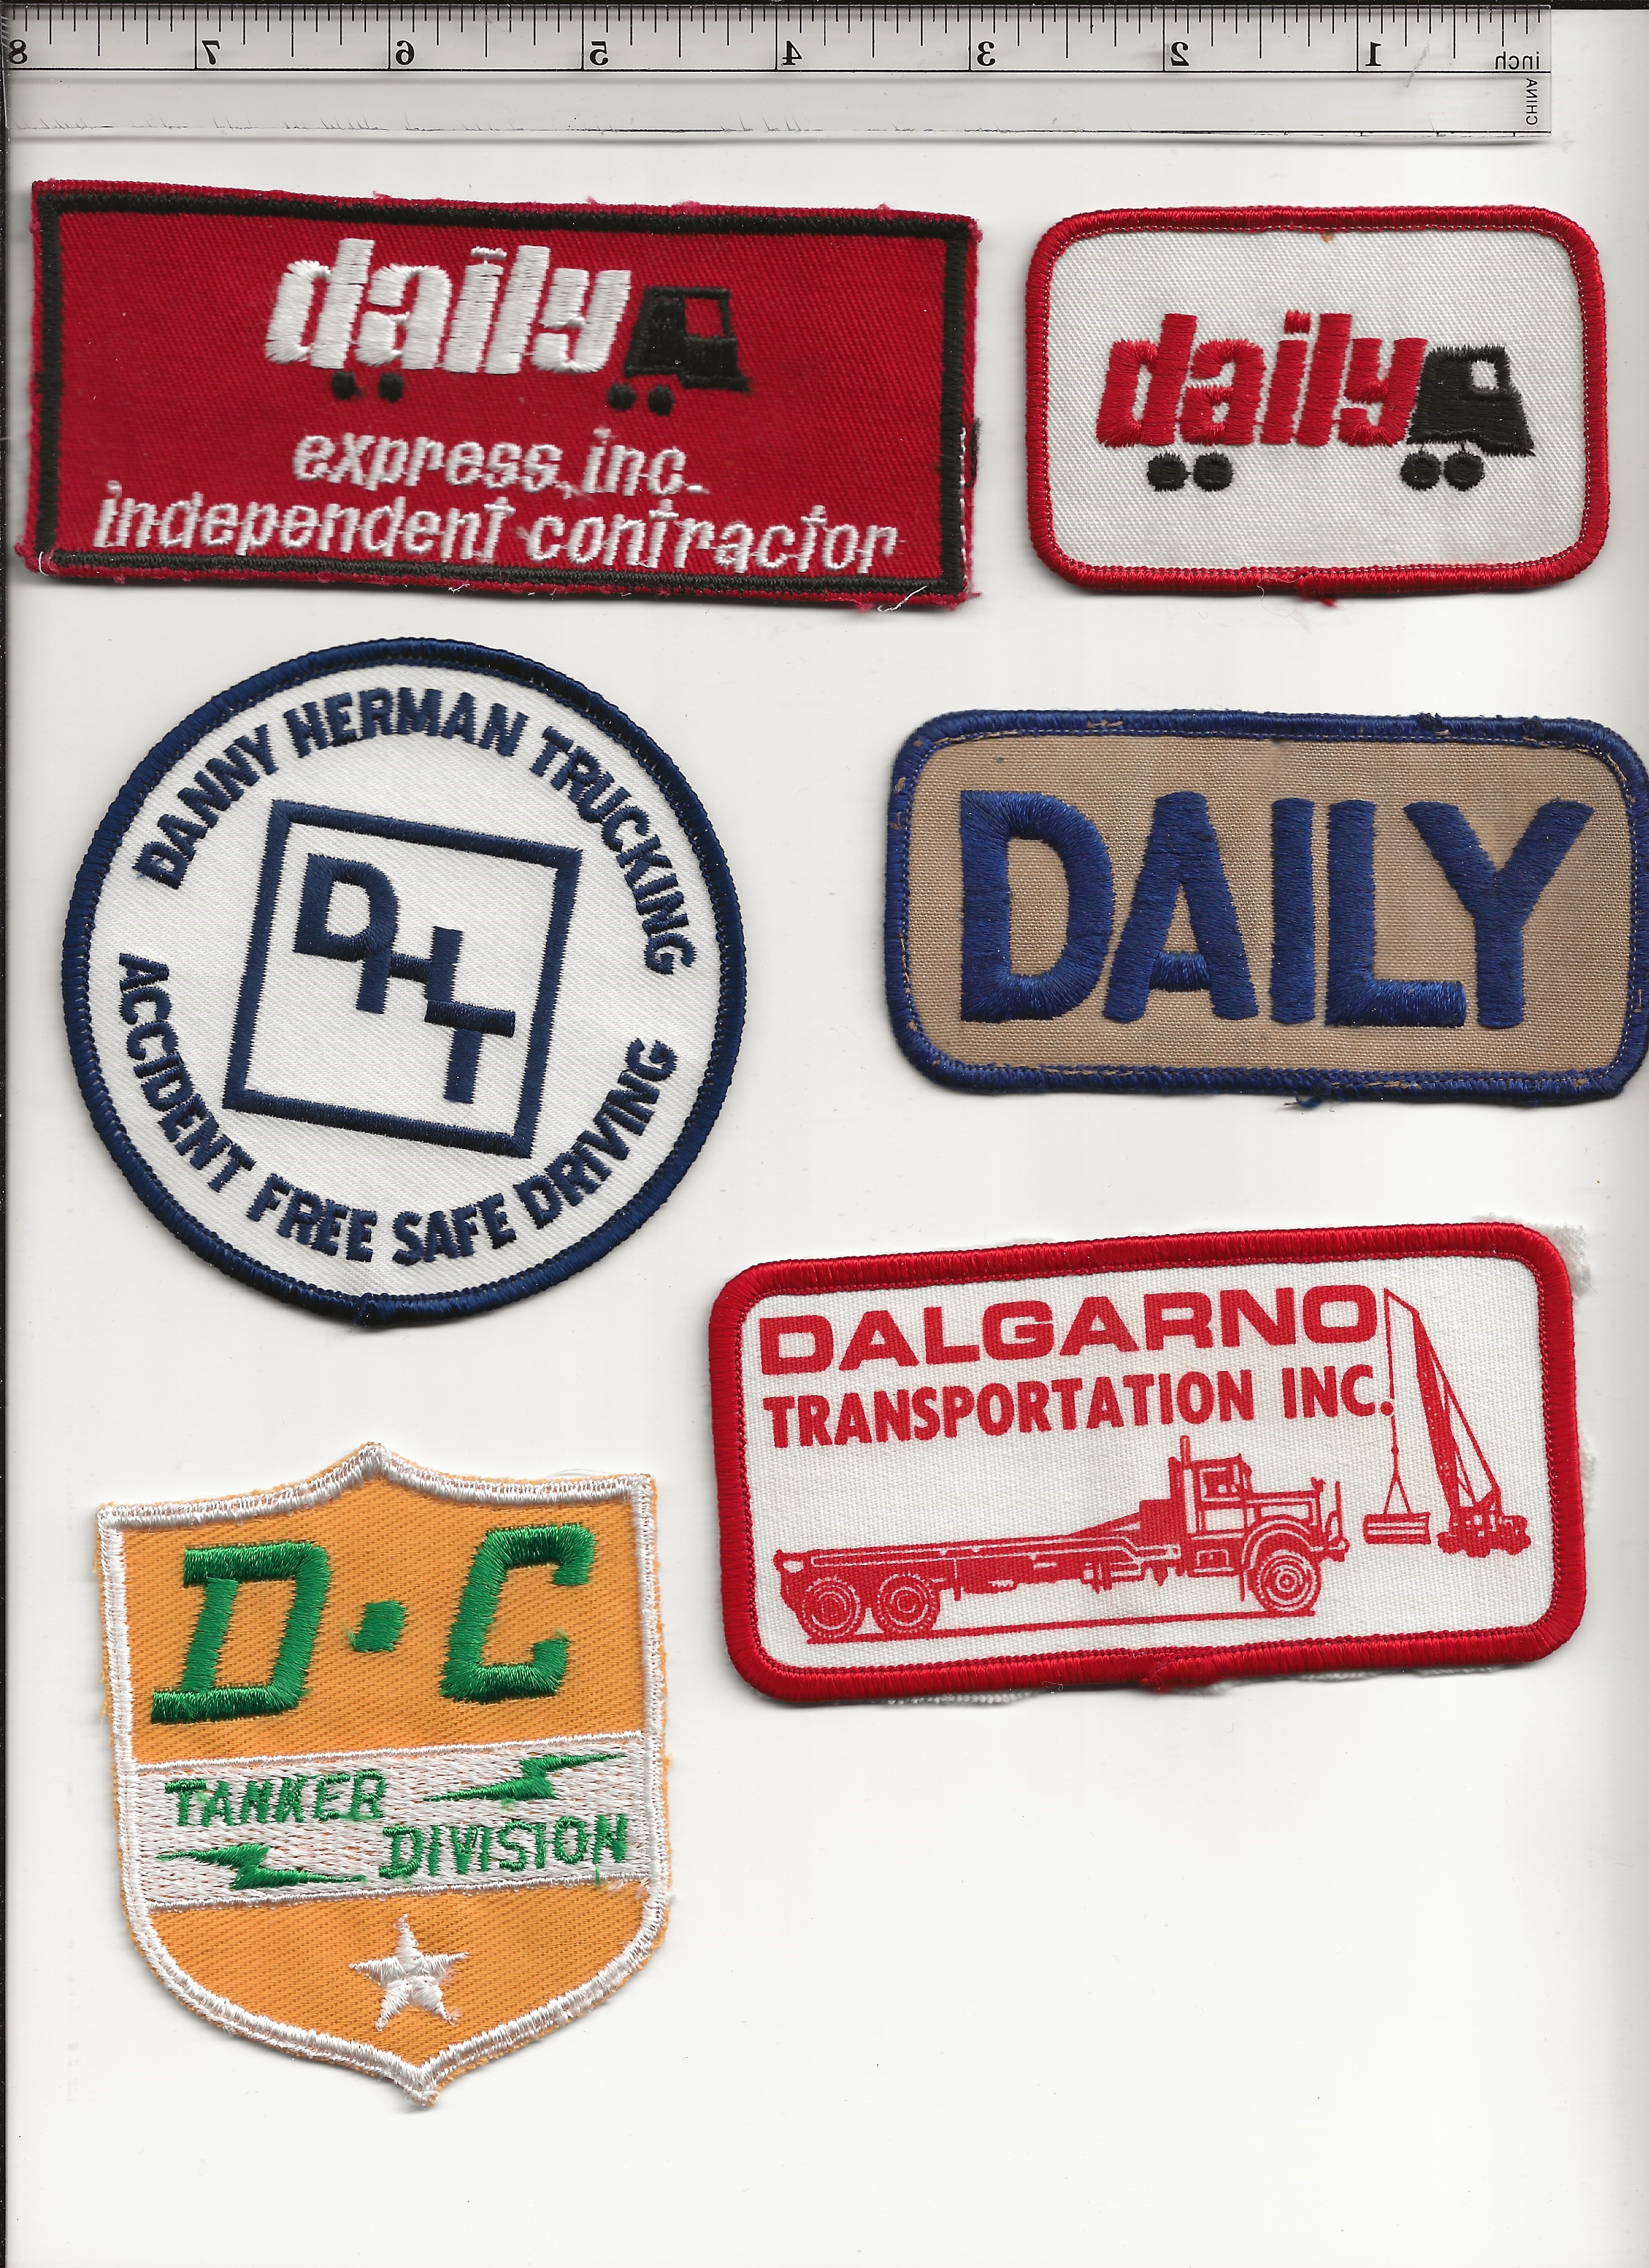 8 7 6 5 4 3 2 1 inch
CHINA
daily
express, inc.
independent contractor
daily
DANNY HERMAN TRUCKING
DHT
ACCIDENT FREE SAFE DRIVING
DAILY
DALGARNO
TRANSPORTATION INC.
D·C
TANKER
DIVISION